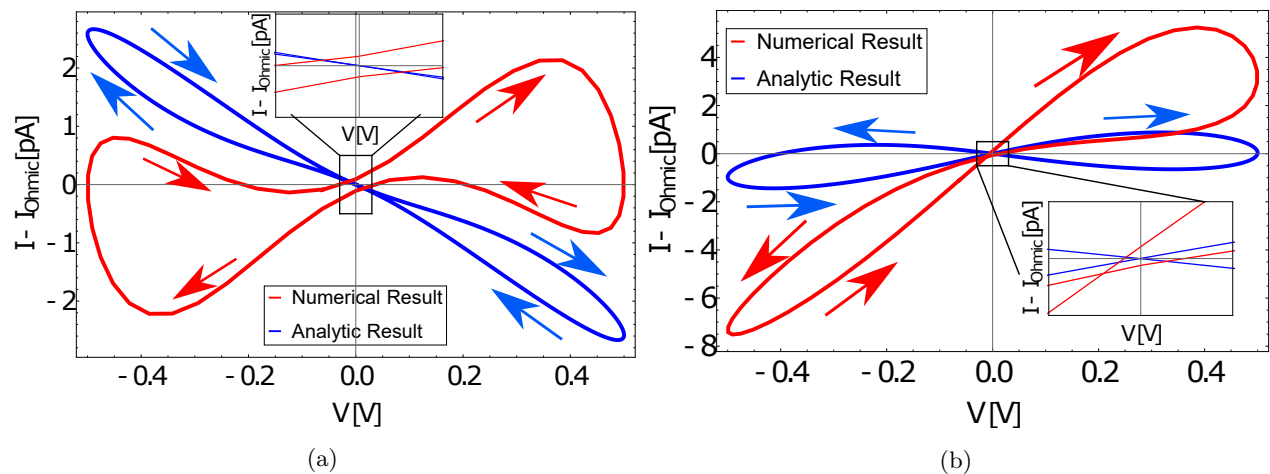 I - I_Ohmic[pA]
2
1
0
-1
-2
-0.4
-0.2
0.0
0.2
0.4
V[V]
I - I_Ohmic[pA]
V[V]
Numerical Result
Analytic Result
(a)
I - I_Ohmic[pA]
4
2
0
-2
-4
-6
-8
-0.4
-0.2
0.0
0.2
0.4
V[V]
Numerical Result
Analytic Result
I - I_Ohmic[pA]
V[V]
(b)